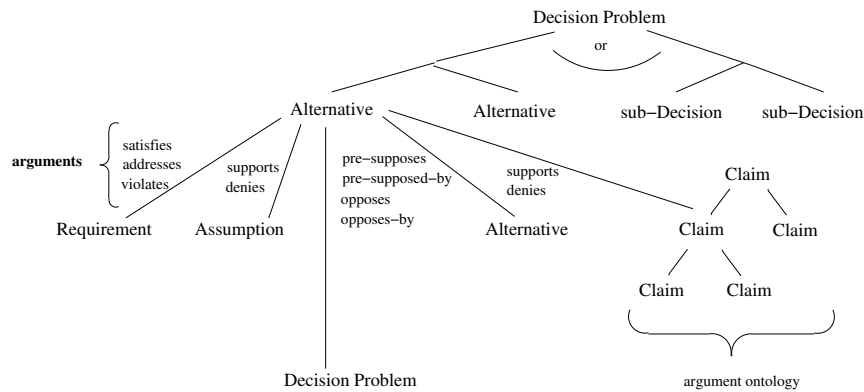 Decision Problem
or
Alternative
Alternative
sub−Decision
sub−Decision
arguments
satisfies
addresses
violates
supports
denies
pre−supposes
pre−supposed−by
opposes
opposes−by
supports
denies
Claim
Requirement
Assumption
Alternative
Claim
Claim
Claim
Claim
Decision Problem
argument ontology